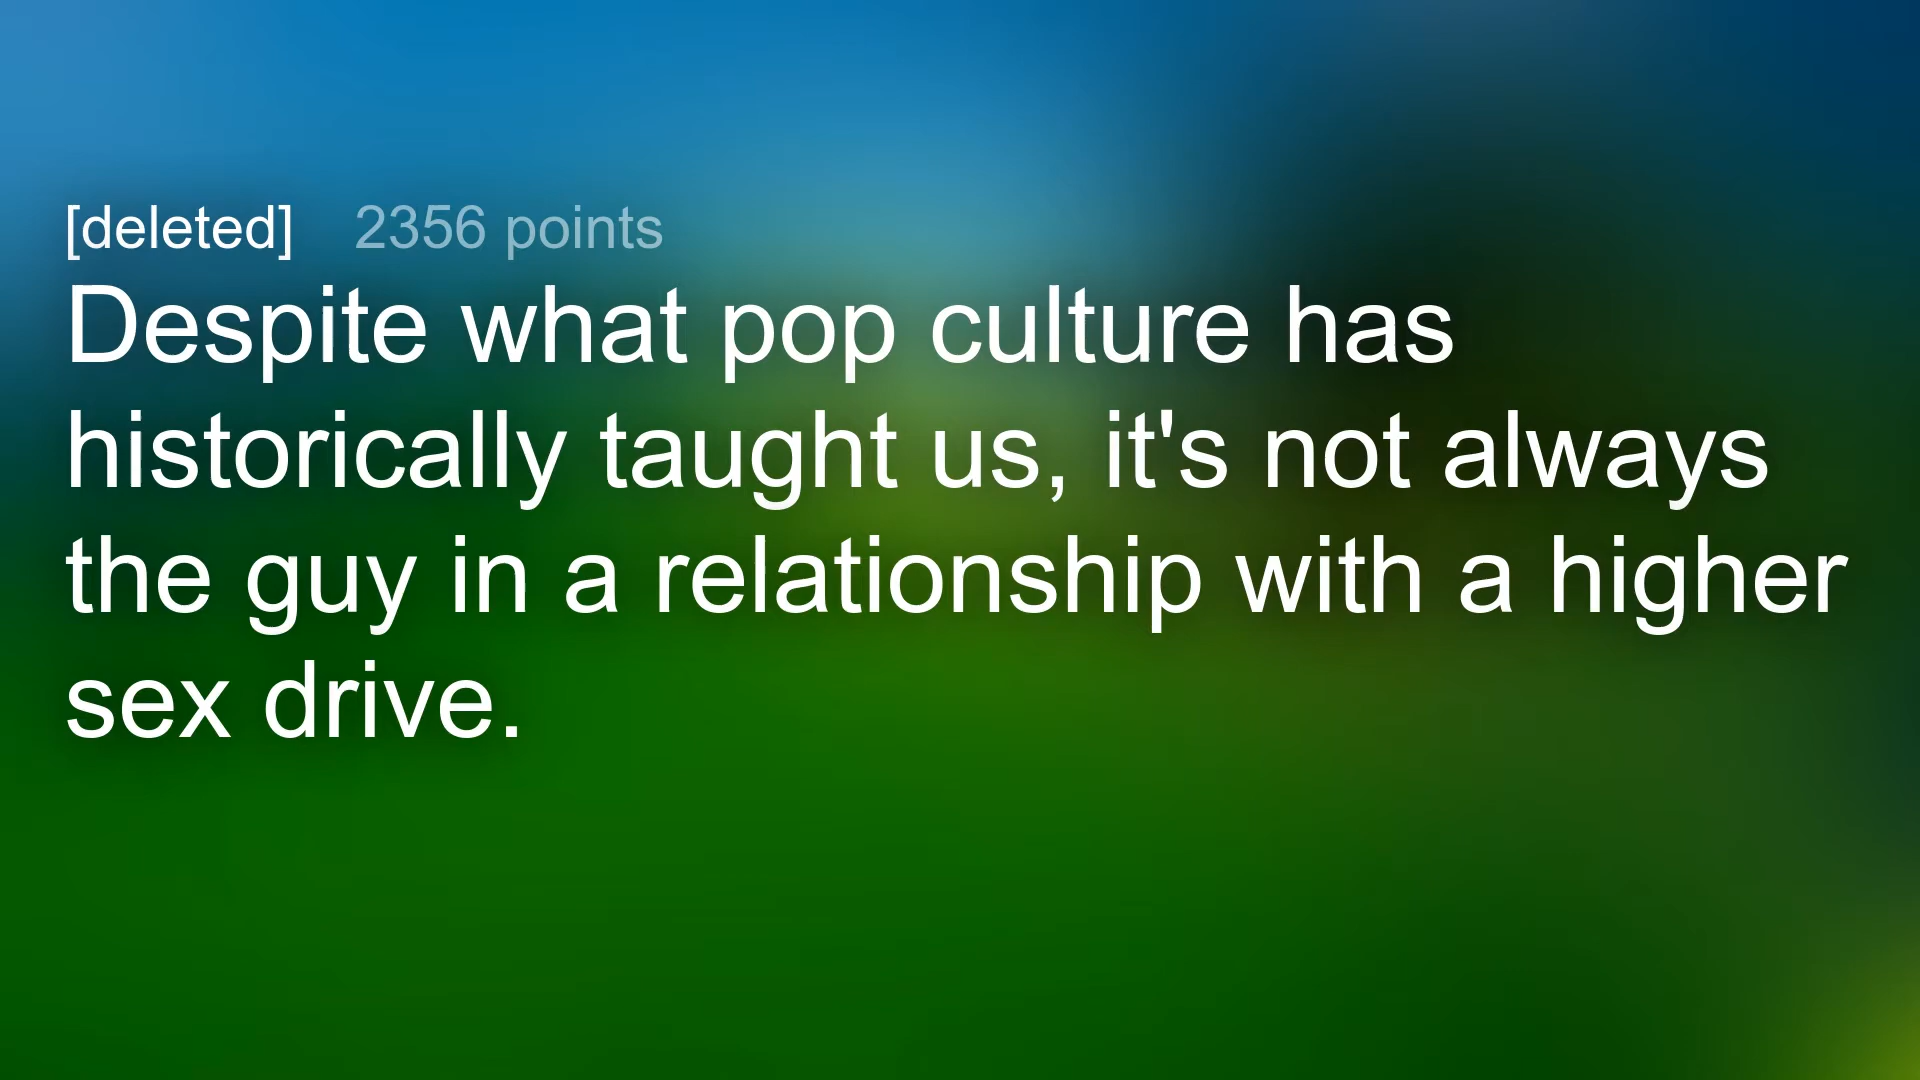 [deleted] 2356 points
Despite what pop culture has
historically taught us, it's not always
the guy in a relationship with a higher
sex drive.